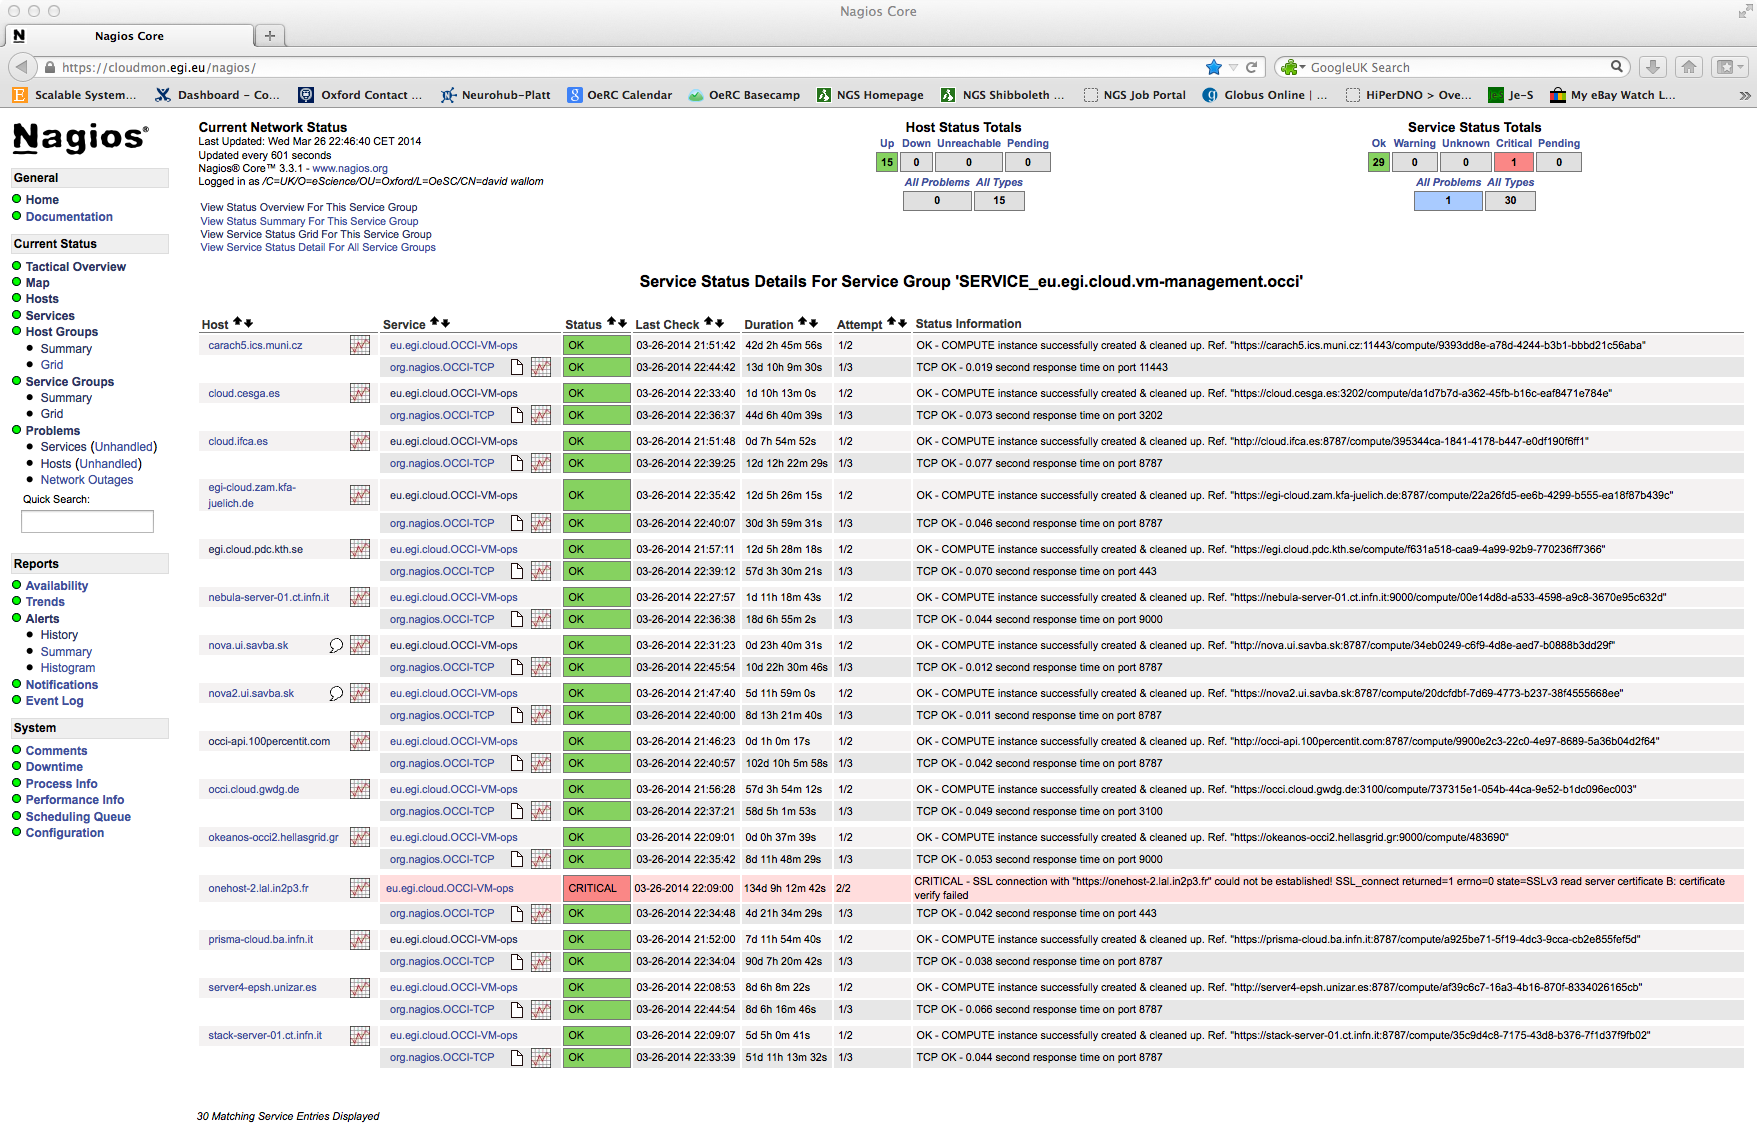 Nagios Core
Nagios Core
https://cloudmon.egi.eu/nagios/
GoogleUK Search
Scalable System... Dashboard - Co... Oxford Contact ... Neurohub-Platt OeRC Calendar OeRC Basecamp NGS Homepage NGS Shibboleth ... NGS Job Portal Globus Online | ... HiPerDNO > Ove... Je-S My eBay Watch L...
Nagios®
General
Home
Documentation
Current Status
Tactical Overview
Map
Hosts
Services
Host Groups
Summary
Grid
Service Groups
Summary
Grid
Problems
Services (Unhandled)
Hosts (Unhandled)
Network Outages
Quick Search:
Reports
Availability
Trends
Alerts
History
Summary
Histogram
Notifications
Event Log
System
Comments
Downtime
Process Info
Performance Info
Scheduling Queue
Configuration
Current Network Status
Last Updated: Wed Mar 26 22:46:40 CET 2014
Updated every 601 seconds
Nagios® Core™ 3.3.1 - www.nagios.org
Logged in as /C=UK/O=eScience/OU=Oxford/L=OeSC/CN=david wallom
View Status Overview For This Service Group
View Status Summary For This Service Group
View Service Status Grid For This Service Group
View Service Status Detail For All Service Groups
Host Status Totals
Up Down Unreachable Pending
15 0 0 0
All Problems All Types
0 15
Service Status Totals
Ok Warning Unknown Critical Pending
29 0 0 1 0
All Problems All Types
1 30
Service Status Details For Service Group 'SERVICE_eu.egi.cloud.vm-management.occi'
Host Service Status Last Check Duration Attempt Status Information
carach5.ics.muni.cz eu.egi.cloud.OCCI-VM-ops OK 03-26-2014 21:51:42 42d 2h 45m 56s 1/2 OK - COMPUTE instance successfully created & cleaned up. Ref. "https://carach5.ics.muni.cz:11443/compute/9393dd8e-a78d-4244-b3b1-bbbd21c56aba"
org.nagios.OCCI-TCP OK 03-26-2014 22:44:42 13d 10h 9m 30s 1/3 TCP OK - 0.019 second response time on port 11443
cloud.cesga.es eu.egi.cloud.OCCI-VM-ops OK 03-26-2014 22:33:40 1d 10h 13m 0s 1/2 OK - COMPUTE instance successfully created & cleaned up. Ref. "https://cloud.cesga.es:3202/compute/da1d7b7d-a362-45fb-b16c-eaf8471e784e"
org.nagios.OCCI-TCP OK 03-26-2014 22:36:37 44d 6h 40m 39s 1/3 TCP OK - 0.073 second response time on port 3202
cloud.ifca.es eu.egi.cloud.OCCI-VM-ops OK 03-26-2014 21:51:48 0d 7h 54m 52s 1/2 OK - COMPUTE instance successfully created & cleaned up. Ref. "http://cloud.ifca.es:8787/compute/395344ca-1841-4178-b447-e0df190f6ff1"
org.nagios.OCCI-TCP OK 03-26-2014 22:39:25 12d 12h 22m 29s 1/3 TCP OK - 0.077 second response time on port 8787
egi-cloud.zam.kfa-
juelich.de eu.egi.cloud.OCCI-VM-ops OK 03-26-2014 22:35:42 12d 5h 26m 15s 1/2 OK - COMPUTE instance successfully created & cleaned up. Ref. "https://egi-cloud.zam.kfa-juelich.de:8787/compute/22a26fd5-ee6b-4299-b555-ea18f87b439c"
org.nagios.OCCI-TCP OK 03-26-2014 22:40:07 30d 3h 59m 31s 1/3 TCP OK - 0.046 second response time on port 8787
egi.cloud.pdc.kth.se eu.egi.cloud.OCCI-VM-ops OK 03-26-2014 21:57:11 12d 5h 28m 18s 1/2 OK - COMPUTE instance successfully created & cleaned up. Ref. "https://egi.cloud.pdc.kth.se/compute/f631a518-caa9-4a99-92b9-770236ff7366"
org.nagios.OCCI-TCP OK 03-26-2014 22:39:12 57d 3h 30m 21s 1/3 TCP OK - 0.070 second response time on port 443
nebula-server-01.ct.infn.it eu.egi.cloud.OCCI-VM-ops OK 03-26-2014 22:27:57 1d 11h 18m 43s 1/2 OK - COMPUTE instance successfully created & cleaned up. Ref. "https://nebula-server-01.ct.infn.it:9000/compute/00e14d8d-a533-4598-a9c8-3670e95c632d"
org.nagios.OCCI-TCP OK 03-26-2014 22:36:38 18d 6h 55m 2s 1/3 TCP OK - 0.044 second response time on port 9000
nova.ui.savba.sk eu.egi.cloud.OCCI-VM-ops OK 03-26-2014 22:31:23 0d 23h 40m 31s 1/2 OK - COMPUTE instance successfully created & cleaned up. Ref. "http://nova.ui.savba.sk:8787/compute/34eb0249-c6f9-4d8e-aed7-b0888b3dd29f"
org.nagios.OCCI-TCP OK 03-26-2014 22:45:54 10d 22h 30m 46s 1/3 TCP OK - 0.012 second response time on port 8787
nova2.ui.savba.sk eu.egi.cloud.OCCI-VM-ops OK 03-26-2014 21:47:40 5d 11h 59m 0s 1/2 OK - COMPUTE instance successfully created & cleaned up. Ref. "https://nova2.ui.savba.sk:8787/compute/20dcfdbf-7d69-4773-b237-38f4555668ee"
org.nagios.OCCI-TCP OK 03-26-2014 22:40:00 8d 13h 21m 40s 1/3 TCP OK - 0.011 second response time on port 8787
occi-api.100percentit.com eu.egi.cloud.OCCI-VM-ops OK 03-26-2014 21:46:23 0d 1h 0m 17s 1/2 OK - COMPUTE instance successfully created & cleaned up. Ref. "http://occi-api.100percentit.com:8787/compute/9900e2c3-22c0-4e97-8689-5a36b04d2f64"
org.nagios.OCCI-TCP OK 03-26-2014 22:40:57 102d 10h 5m 58s 1/3 TCP OK - 0.042 second response time on port 8787
occi.cloud.gwdg.de eu.egi.cloud.OCCI-VM-ops OK 03-26-2014 21:56:28 57d 3h 54m 12s 1/2 OK - COMPUTE instance successfully created & cleaned up. Ref. "https://occi.cloud.gwdg.de:3100/compute/737315e1-054b-44ca-9e52-b1dc096ec003"
org.nagios.OCCI-TCP OK 03-26-2014 22:37:21 58d 5h 1m 53s 1/3 TCP OK - 0.049 second response time on port 3100
okeanos-occi2.hellasgrid.gr eu.egi.cloud.OCCI-VM-ops OK 03-26-2014 22:09:01 0d 0h 37m 39s 1/2 OK - COMPUTE instance successfully created & cleaned up. Ref. "https://okeanos-occi2.hellasgrid.gr:9000/compute/483690"
org.nagios.OCCI-TCP OK 03-26-2014 22:35:42 8d 11h 48m 29s 1/3 TCP OK - 0.053 second response time on port 9000
onehost-2.lal.in2p3.fr eu.egi.cloud.OCCI-VM-ops CRITICAL 03-26-2014 22:09:00 134d 9h 12m 42s 2/2 CRITICAL - SSL connection with "https://onehost-2.lal.in2p3.fr" could not be established! SSL_connect returned=1 errno=0 state=SSLv3 read server certificate B: certificate
verify failed
org.nagios.OCCI-TCP OK 03-26-2014 22:34:48 4d 21h 34m 29s 1/3 TCP OK - 0.042 second response time on port 443
prisma-cloud.ba.infn.it eu.egi.cloud.OCCI-VM-ops OK 03-26-2014 21:52:00 7d 11h 54m 40s 1/2 OK - COMPUTE instance successfully created & cleaned up. Ref. "https://prisma-cloud.ba.infn.it:8787/compute/a925be71-5f19-4dc3-9cca-cb2e855fef5d"
org.nagios.OCCI-TCP OK 03-26-2014 22:34:04 90d 7h 20m 42s 1/3 TCP OK - 0.038 second response time on port 8787
server4-epsh.unizar.es eu.egi.cloud.OCCI-VM-ops OK 03-26-2014 22:08:53 8d 6h 8m 22s 1/2 OK - COMPUTE instance successfully created & cleaned up. Ref. "http://server4-epsh.unizar.es:8787/compute/af39c6c7-16a3-4b16-870f-8334026165cb"
org.nagios.OCCI-TCP OK 03-26-2014 22:44:54 8d 6h 16m 46s 1/3 TCP OK - 0.066 second response time on port 8787
stack-server-01.ct.infn.it eu.egi.cloud.OCCI-VM-ops OK 03-26-2014 22:09:07 5d 5h 0m 41s 1/2 OK - COMPUTE instance successfully created & cleaned up. Ref. "https://stack-server-01.ct.infn.it:8787/compute/35c9d4c8-7175-43d8-b376-7f1d37f9fb02"
org.nagios.OCCI-TCP OK 03-26-2014 22:33:39 51d 11h 13m 32s 1/3 TCP OK - 0.044 second response time on port 8787
30 Matching Service Entries Displayed